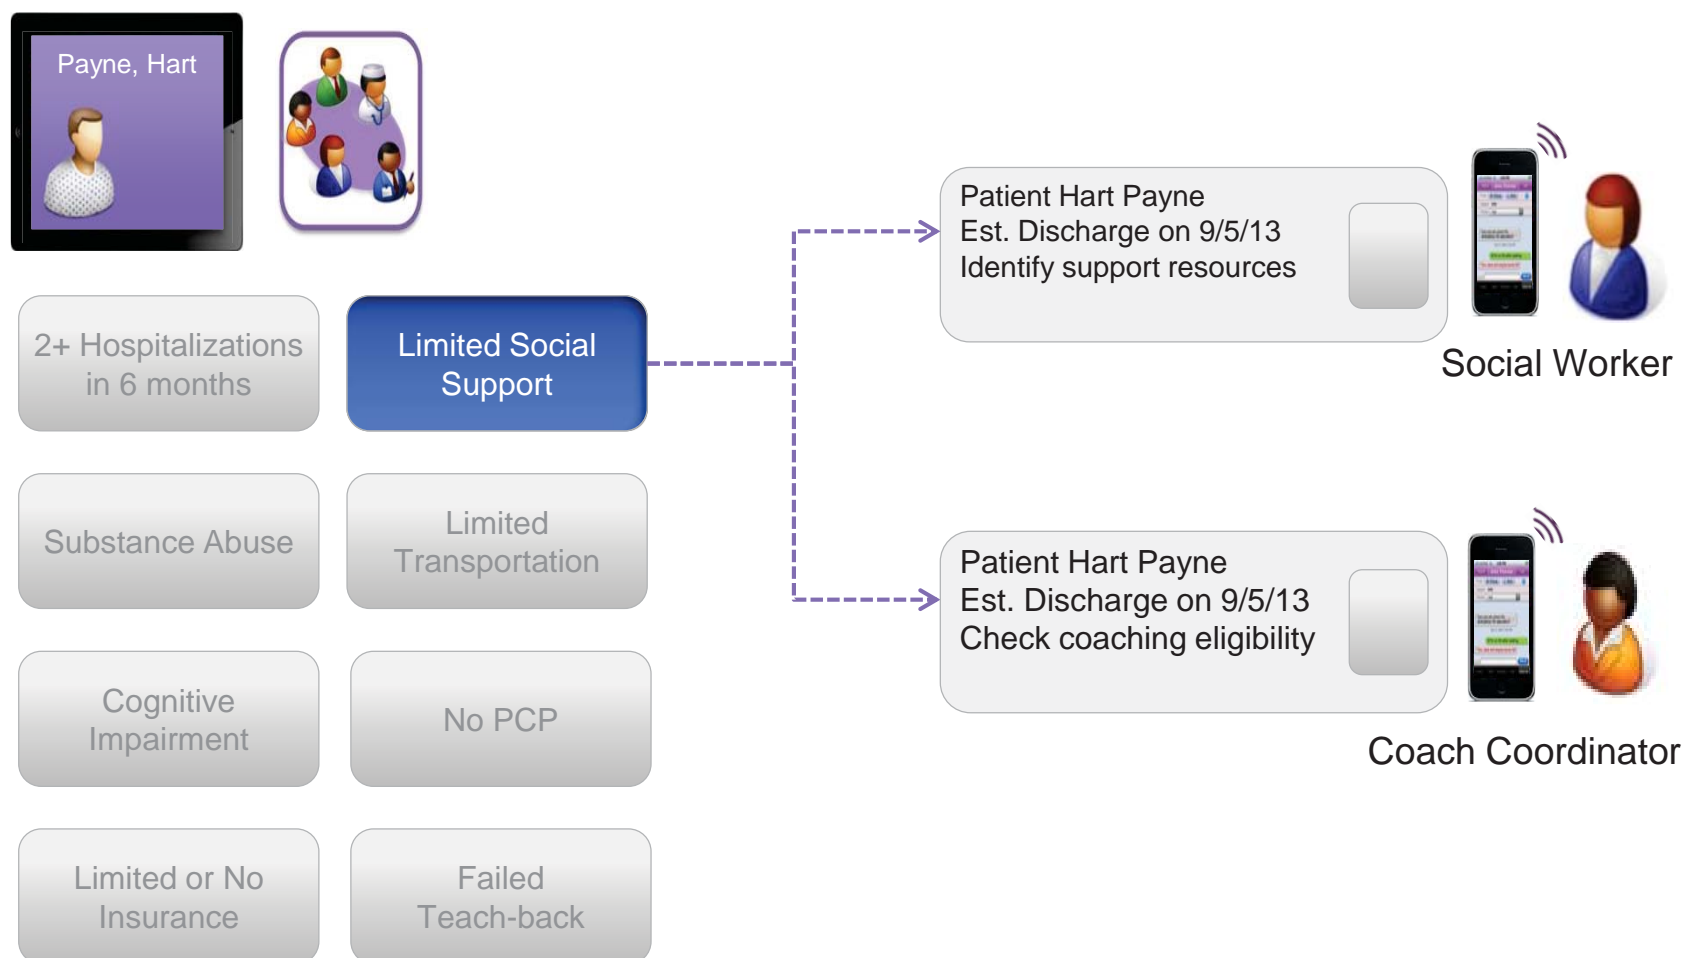 Payne, Hart
Patient Hart Payne
Est. Discharge on 9/5/13
Identify support resources
Social Worker
2+ Hospitalizations
in 6 months
Limited Social
Support
Substance Abuse
Limited
Transportation
Patient Hart Payne
Est. Discharge on 9/5/13
Check coaching eligibility
Coach Coordinator
Cognitive
Impairment
No PCP
Limited or No
Insurance
Failed
Teach-back